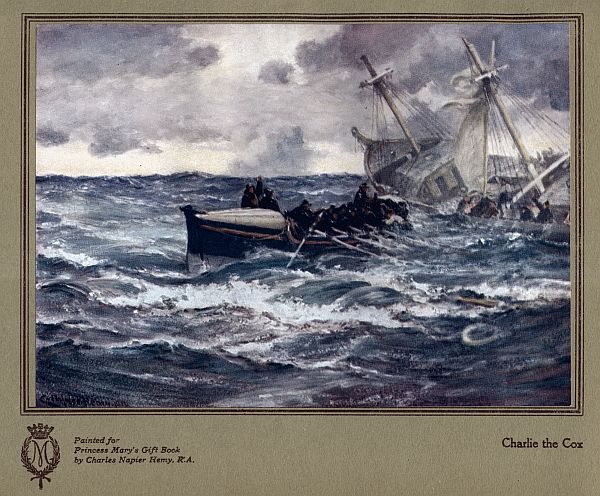 Charlie the Cox
Painted for
Princess Mary's Gift Book
by Charles Napier Hemy, R.A.
M